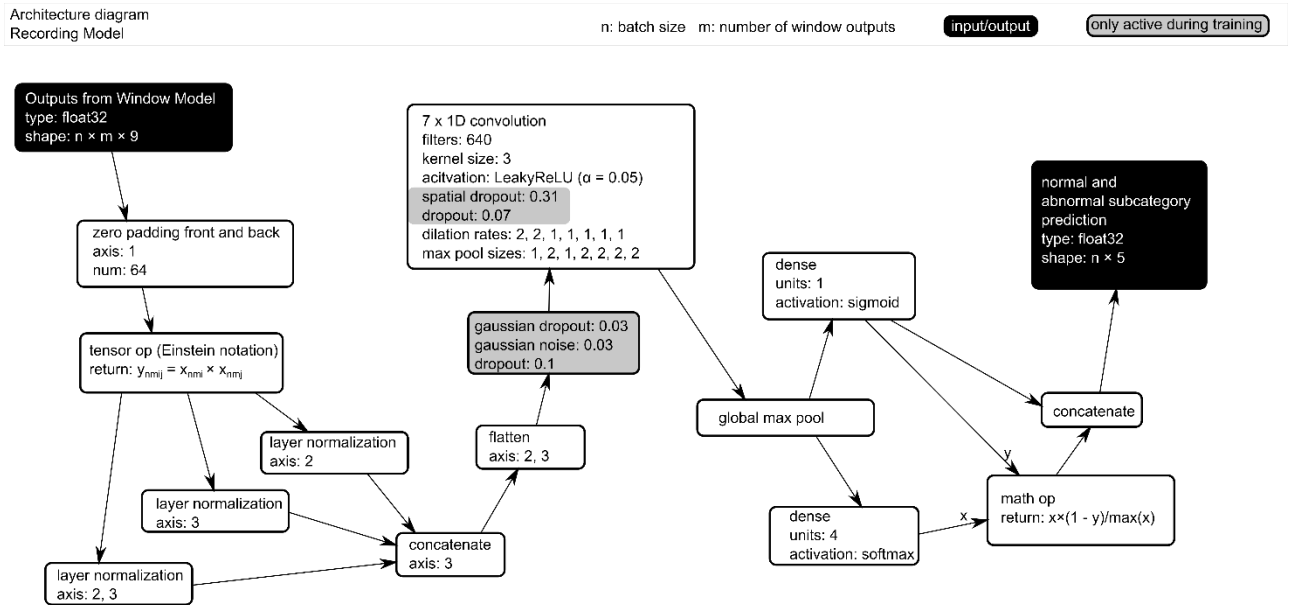 Architecture diagram
Recording Model
n: batch size m: number of window outputs
input/output
only active during training
Outputs from Window Model
type: float32
shape: n × m × 9
zero padding front and back
axis: 1
num: 64
tensor op (Einstein notation)
return: yₙₘᵢⱼ = xₙₘᵢ × xₙₘⱼ
layer normalization
axis: 2
layer normalization
axis: 3
layer normalization
axis: 2, 3
concatenate
axis: 3
flatten
axis: 2, 3
gaussian dropout: 0.03
gaussian noise: 0.03
dropout: 0.1
7 x 1D convolution
filters: 640
kernel size: 3
acitvation: LeakyReLU (α = 0.05)
spatial dropout: 0.31
dropout: 0.07
dilation rates: 2, 2, 1, 1, 1, 1, 1
max pool sizes: 1, 2, 1, 2, 2, 2, 2
global max pool
dense
units: 1
activation: sigmoid
dense
units: 4
activation: softmax
x
y
math op
return: x×(1 - y)/max(x)
concatenate
normal and
abnormal subcategory
prediction
type: float32
shape: n × 5